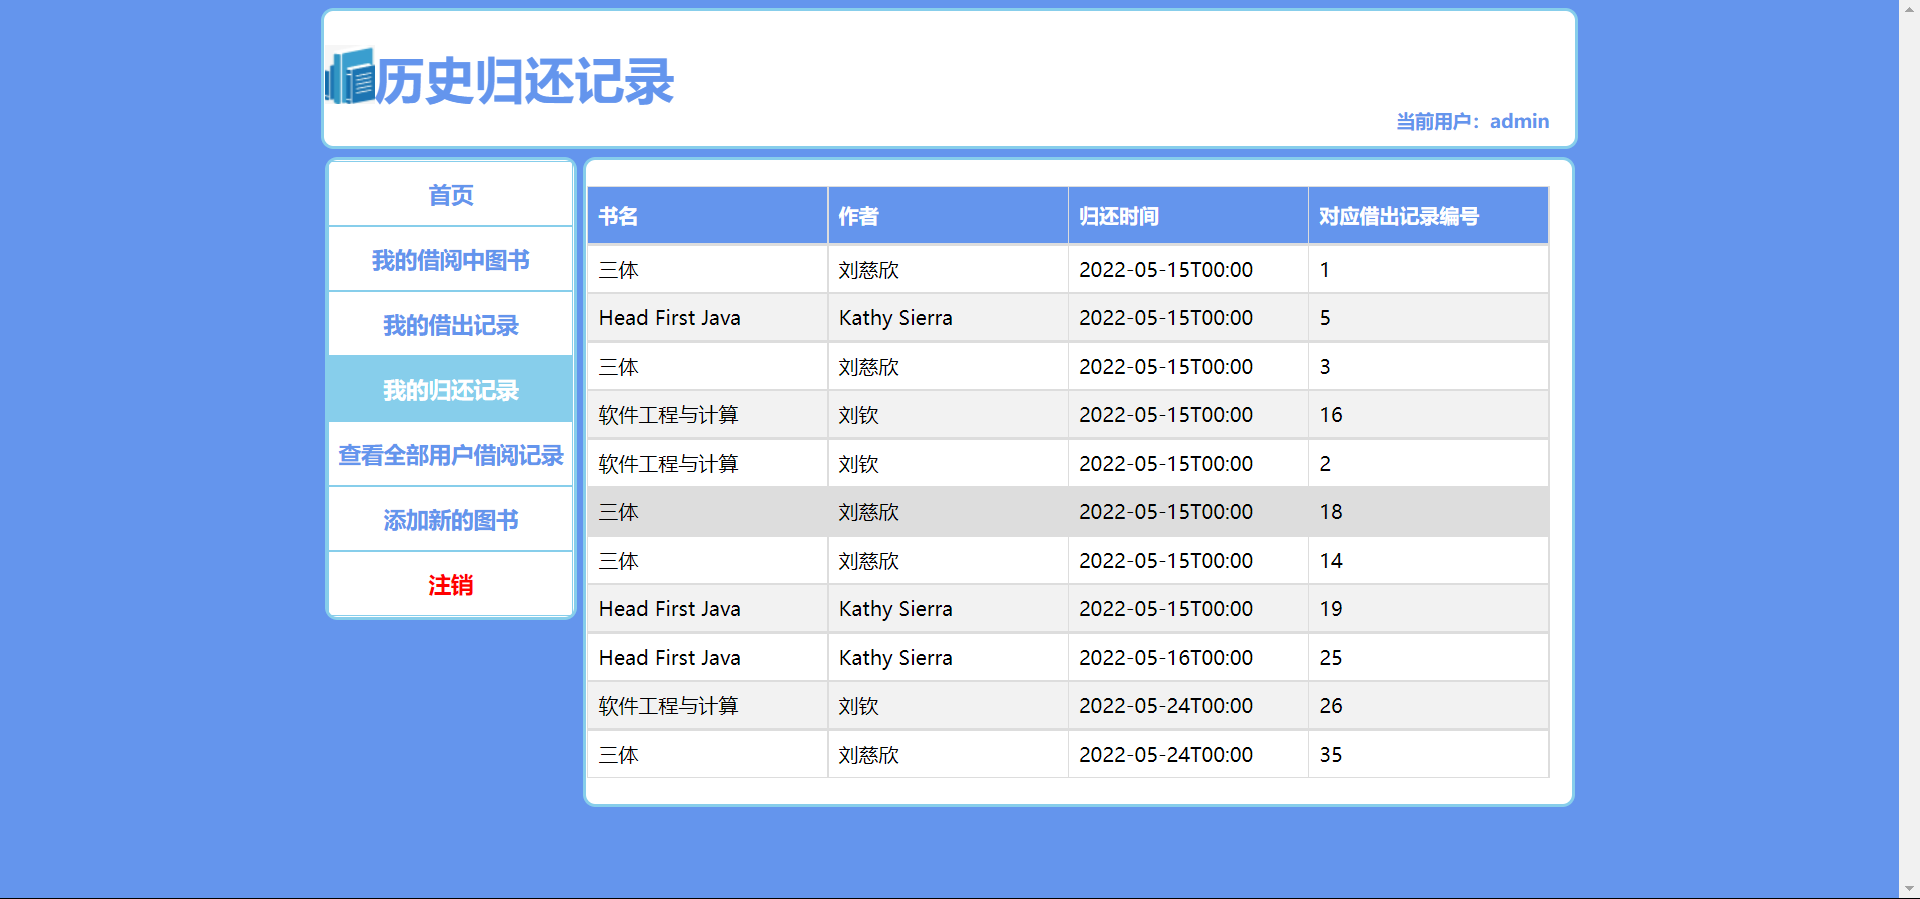 历史归还记录
当前用户：admin
首页
我的借阅中图书
我的借出记录
我的归还记录
查看全部用户借阅记录
添加新的图书
注销
书名 作者 归还时间 对应借出记录编号
三体 刘慈欣 2022-05-15T00:00 1
Head First Java Kathy Sierra 2022-05-15T00:00 5
三体 刘慈欣 2022-05-15T00:00 3
软件工程与计算 刘钦 2022-05-15T00:00 16
软件工程与计算 刘钦 2022-05-15T00:00 2
三体 刘慈欣 2022-05-15T00:00 18
三体 刘慈欣 2022-05-15T00:00 14
Head First Java Kathy Sierra 2022-05-15T00:00 19
Head First Java Kathy Sierra 2022-05-16T00:00 25
软件工程与计算 刘钦 2022-05-24T00:00 26
三体 刘慈欣 2022-05-24T00:00 35